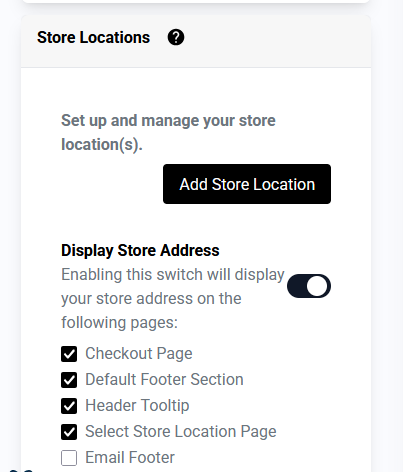 Store Locations ?
Set up and manage your store
location(s).
Add Store Location
Display Store Address
Enabling this switch will display
your store address on the
following pages:
Checkout Page
Default Footer Section
Header Tooltip
Select Store Location Page
Email Footer